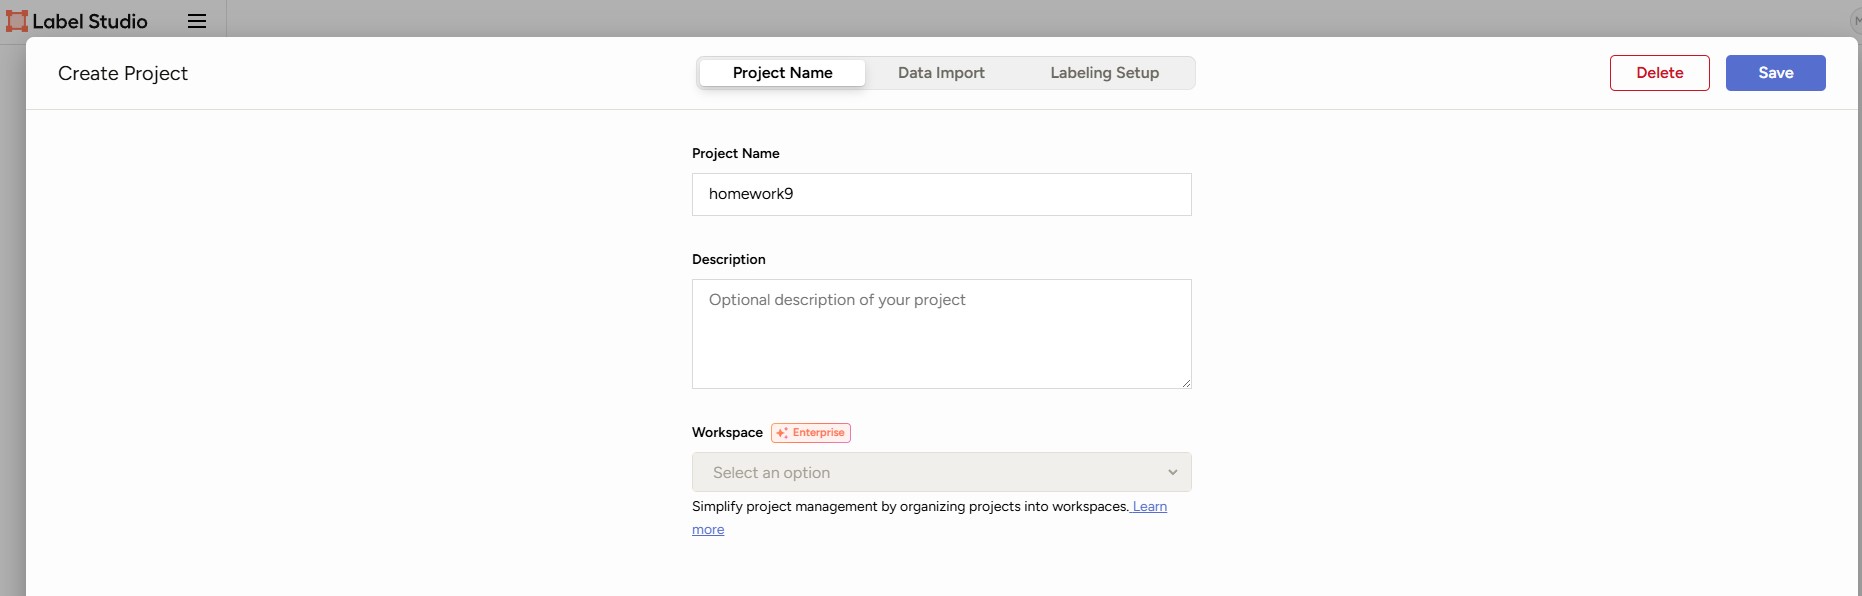 Label Studio
Create Project
Project Name
Data Import
Labeling Setup
Delete
Save
Project Name
homework9
Description
Optional description of your project
Workspace
Enterprise
Select an option
Simplify project management by organizing projects into workspaces. Learn
more